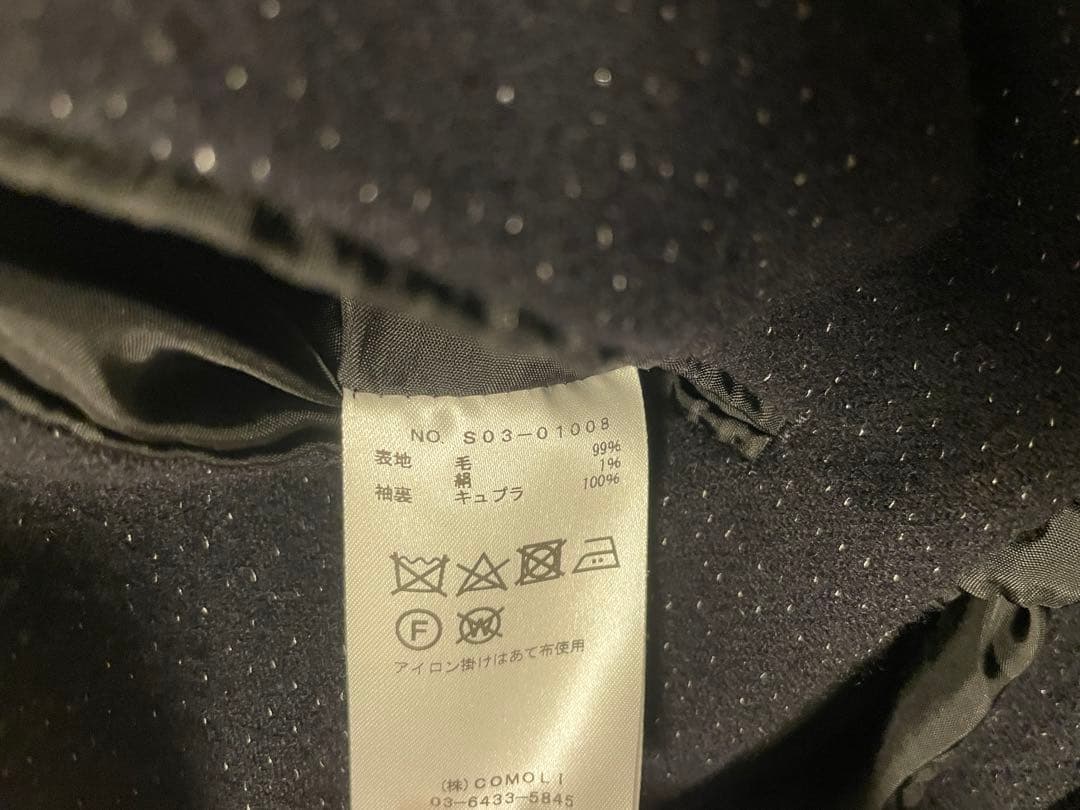 NO. S03-01008
表地 毛 99%
絹 1%
袖裏 キュプラ 100%
F W
アイロン掛けはあて布使用
(株)COMOLI
03-6433-5845